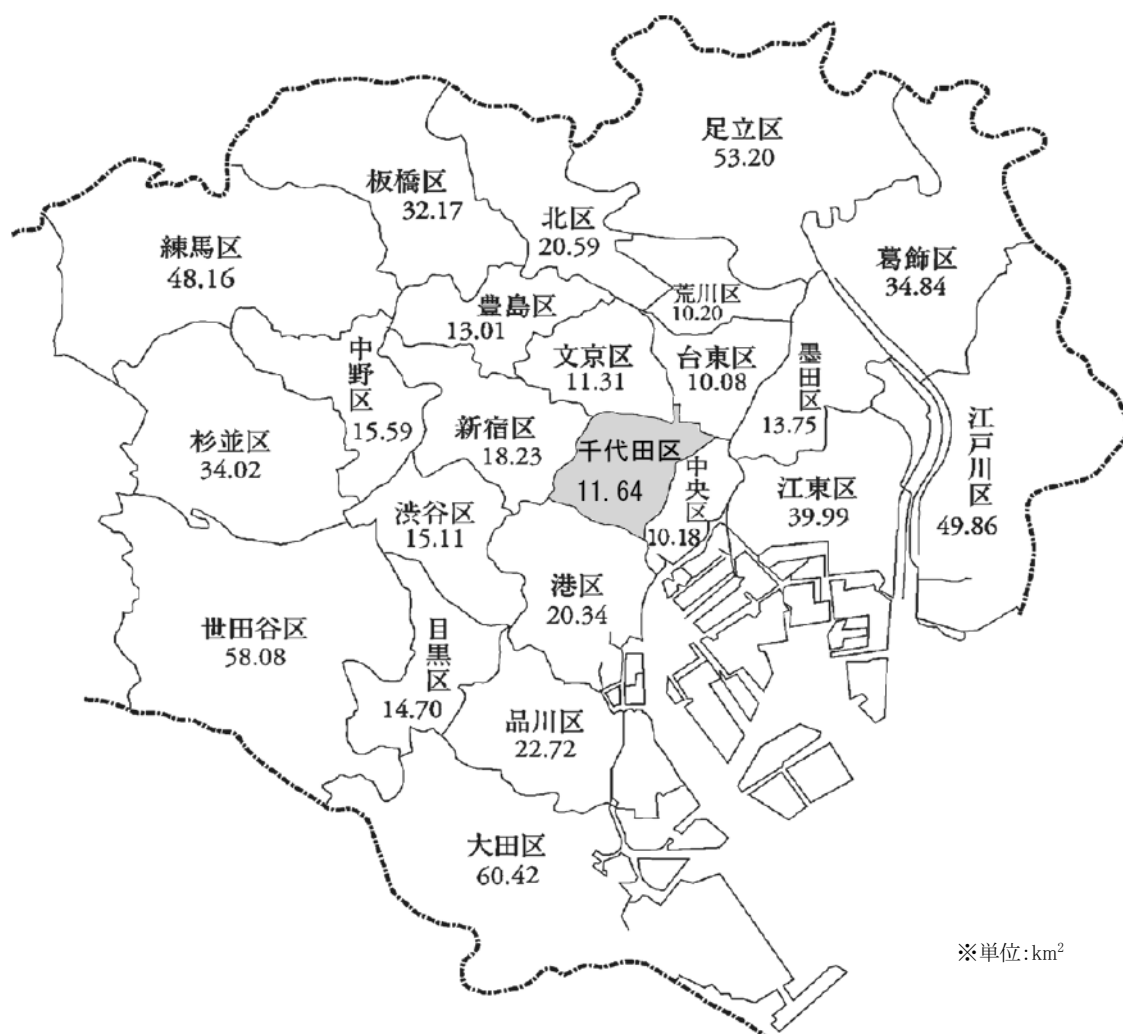 足立区
53.20
板橋区
32.17
北区
20.59
練馬区
48.16
葛飾区
34.84
荒川区
10.20
豊島区
13.01
文京区
11.31
台東区
10.08
墨田区
13.75
中野区
15.59
新宿区
18.23
杉並区
34.02
千代田区
11.64
中央区
10.18
江東区
39.99
江戸川区
49.86
渋谷区
15.11
港区
20.34
世田谷区
58.08
目黒区
14.70
品川区
22.72
大田区
60.42
※単位:km²